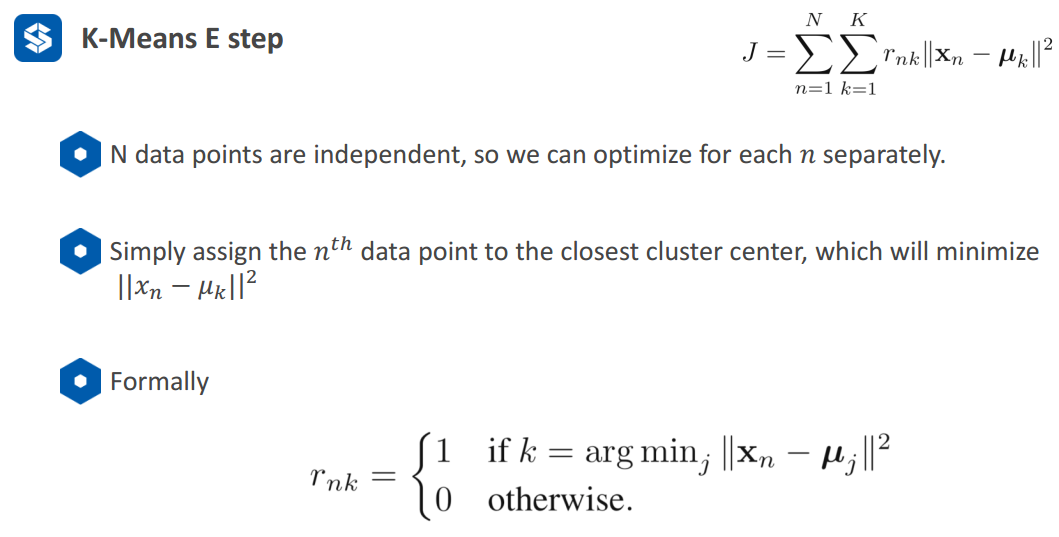 K-Means E step
J = \sum_{n=1}^{N} \sum_{k=1}^{K} r_{nk} \|\mathbf{x}_n - \boldsymbol{\mu}_k\|^2
N data points are independent, so we can optimize for each n separately.
Simply assign the n^{th} data point to the closest cluster center, which will minimize
||x_n − μ_k||^2
Formally
r_{nk} = \begin{cases} 1 & \text{if } k = \arg\min_j \|\mathbf{x}_n - \boldsymbol{\mu}_j\|^2 \\ 0 & \text{otherwise.} \end{cases}